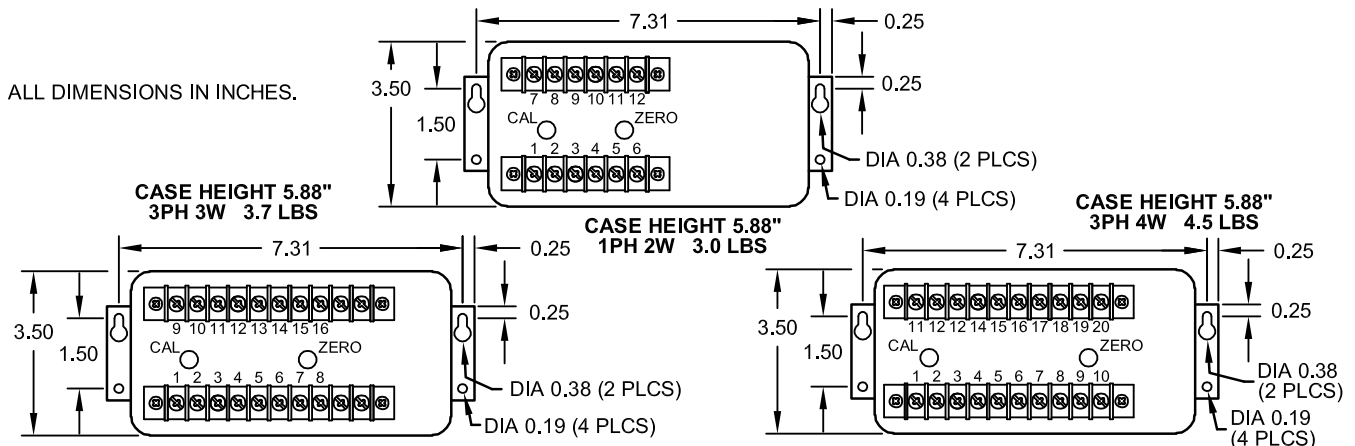 ALL DIMENSIONS IN INCHES.
7.31
0.25
3.50
1.50
0.25
7 8 9 10 11 12
CAL
ZERO
1 2 3 4 5 6
DIA 0.38 (2 PLCS)
DIA 0.19 (4 PLCS)
CASE HEIGHT 5.88"
1PH 2W 3.0 LBS
CASE HEIGHT 5.88"
3PH 3W 3.7 LBS
7.31
0.25
3.50
1.50
0.25
9 10 11 12 13 14 15 16
CAL
ZERO
1 2 3 4 5 6 7 8
DIA 0.38 (2 PLCS)
DIA 0.19 (4 PLCS)
CASE HEIGHT 5.88"
3PH 4W 4.5 LBS
7.31
0.25
3.50
1.50
0.25
11 12 12 14 15 16 17 18 19 20
CAL
ZERO
1 2 3 4 5 6 7 8 9 10
DIA 0.38
(2 PLCS)
DIA 0.19
(4 PLCS)